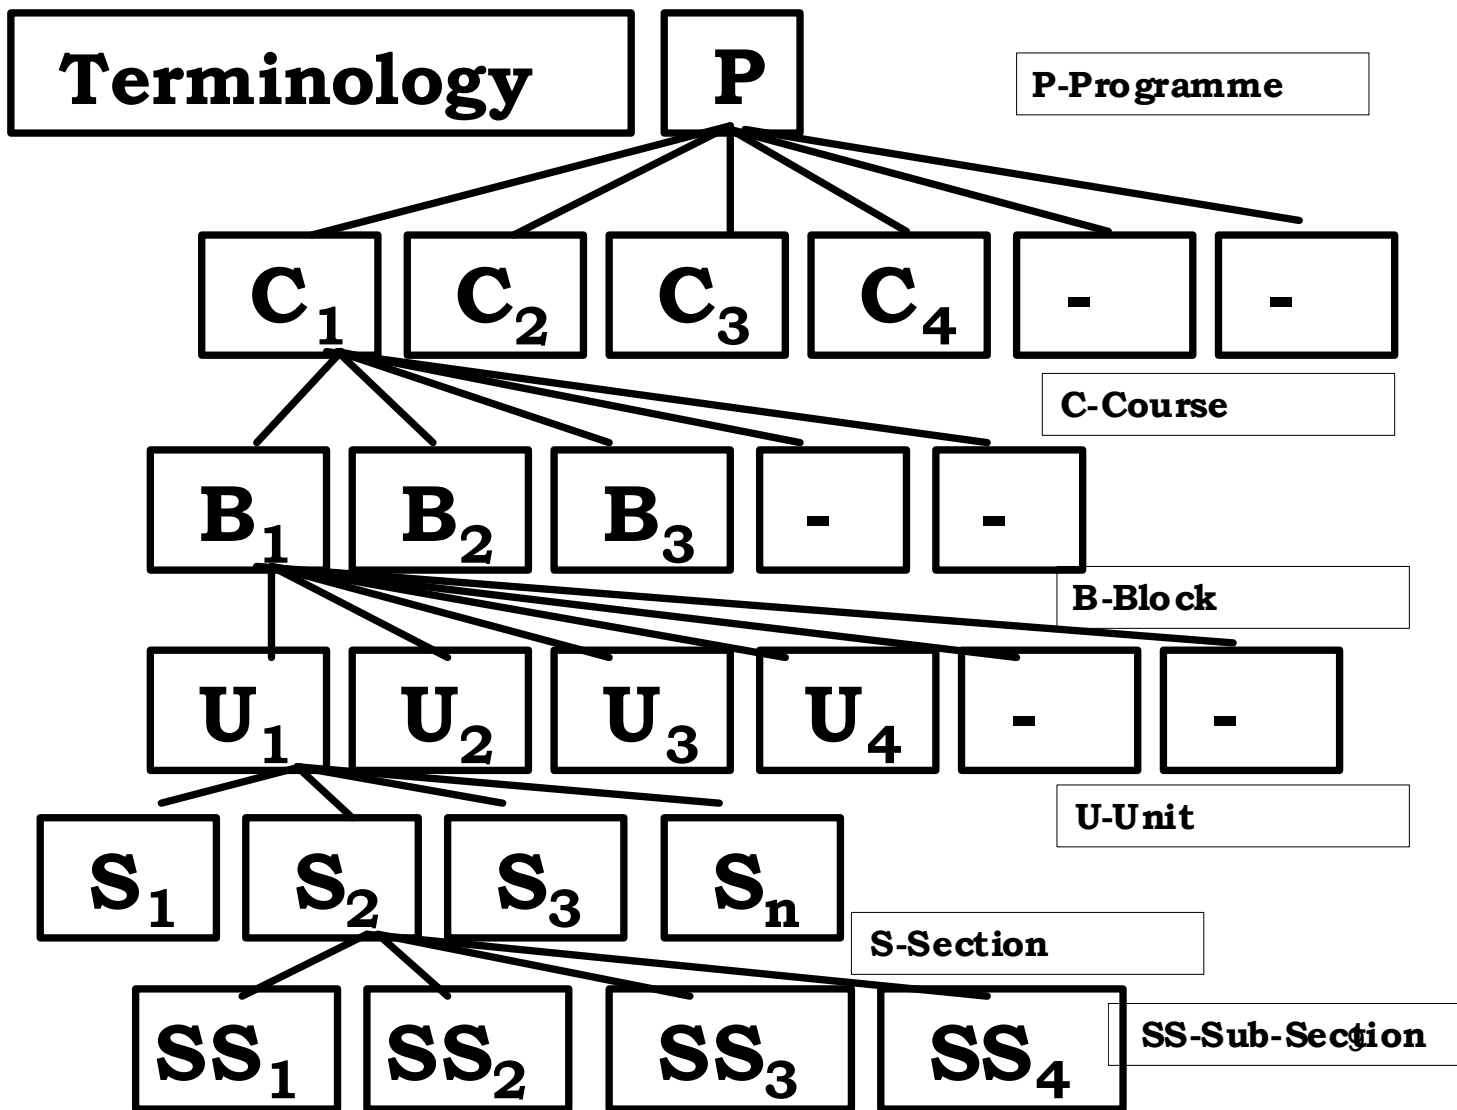 Terminology
P
P-Programme
C₁ C₂ C₃ C₄ - -
C-Course
B₁ B₂ B₃ - -
B-Block
U₁ U₂ U₃ U₄ - -
U-Unit
S₁ S₂ S₃ Sₙ
S-Section
SS₁ SS₂ SS₃ SS₄
SS-Sub-Section
9